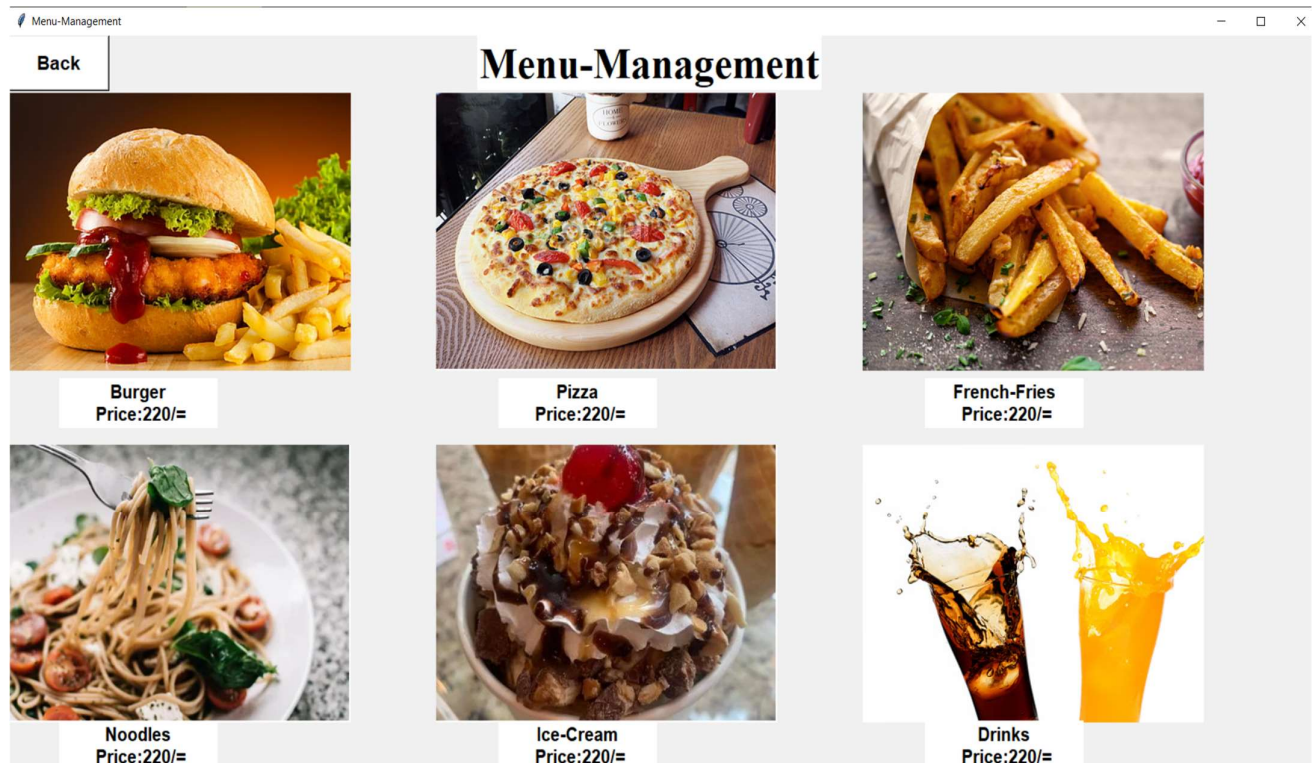 Menu-Management
Back
Menu-Management
Burger
Price:220/=
Pizza
Price:220/=
French-Fries
Price:220/=
Noodles
Price:220/=
Ice-Cream
Price:220/=
Drinks
Price:220/=